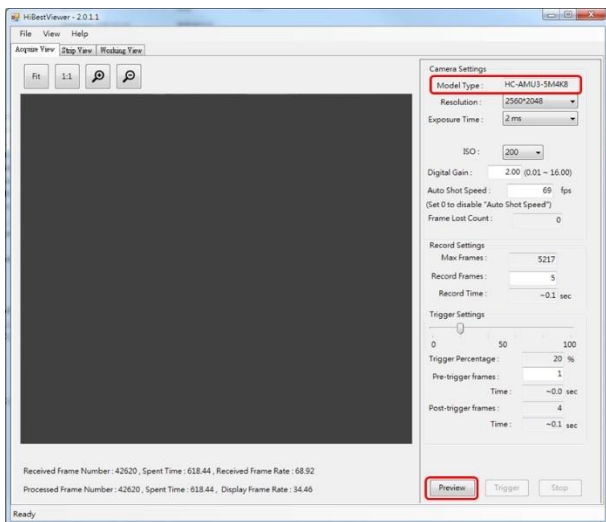 HiBestViewer - 2.0.1.1
File View Help
Acquire View Strip View Working View
Fit 1:1
Camera Settings
Model Type : HC-AMU3-5M4K8
Resolution : 2560*2048
Exposure Time : 2 ms
ISO : 200
Digital Gain : 2.00 (0.01 ~ 16.00)
Auto Shot Speed : 69 fps
(Set 0 to disable "Auto Shot Speed")
Frame Lost Count : 0
Record Settings
Max Frames : 5217
Record Frames : 5
Record Time : ~0.1 sec
Trigger Settings
0 50 100
Trigger Percentage : 20 %
Pre-trigger frames : 1
Time : ~0.0 sec
Post-trigger frames : 4
Time : ~0.1 sec
Received Frame Number : 42620 , Spent Time : 618.44 , Received Frame Rate : 68.92
Processed Frame Number : 42620 , Spent Time : 618.44 , Display Frame Rate : 34.46
Preview Trigger Stop
Ready